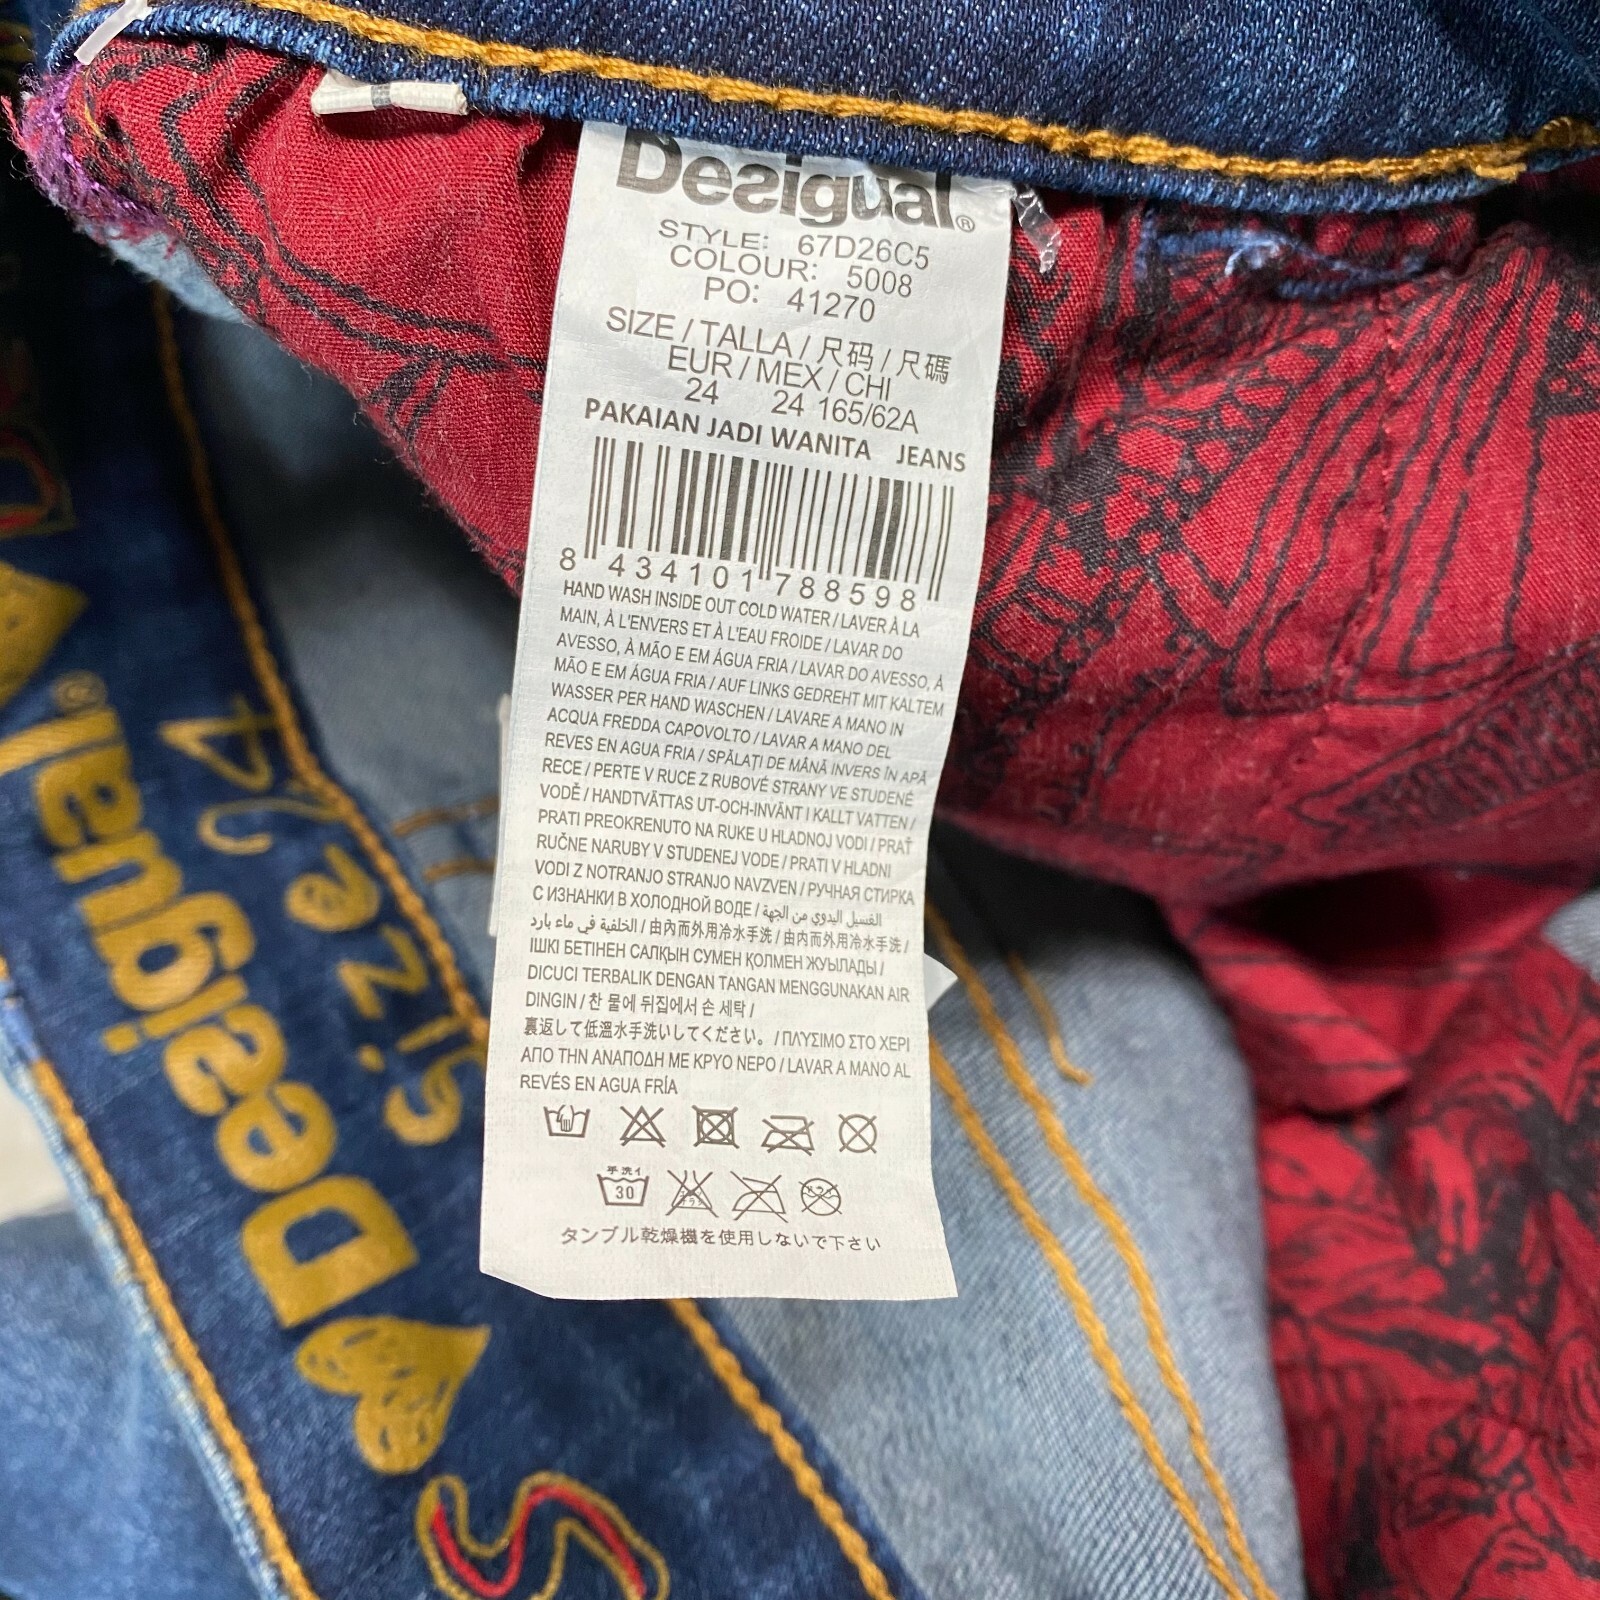 Desigual®
STYLE: 67D26C5
COLOUR: 5008
PO: 41270
SIZE / TALLA / 尺码 / 尺碼
EUR / MEX / CHI
24 24 165/62A
PAKAIAN JADI WANITA JEANS
8 434101 788598
HAND WASH INSIDE OUT COLD WATER / LAVER À LA
MAIN, À L'ENVERS ET À L'EAU FROIDE / LAVAR DO
AVESSO, À MÃO E EM ÁGUA FRIA / LAVAR DO AVESSO, À
MÃO E EM ÁGUA FRIA / AUF LINKS GEDREHT MIT KALTEM
WASSER PER HAND WASCHEN / LAVARE A MANO IN
ACQUA FREDDA CAPOVOLTO / LAVAR A MANO DEL
REVES EN AGUA FRIA / SPĂLAȚI DE MÂNĂ INVERS ÎN APĂ
RECE / PERTE V RUCE Z RUBOVÉ STRANY VE STUDENÉ
VODĚ / HANDTVÄTTAS UT-OCH-INVÄNT I KALLT VATTEN /
PRATI PREOKRENUTO NA RUKE U HLADNOJ VODI / PRAŤ
RUČNE NARUBY V STUDENEJ VODE / PRATI V HLADNI
VODI Z NOTRANJO STRANJO NAVZVEN / РУЧНАЯ СТИРКА
С ИЗНАНКИ В ХОЛОДНОЙ ВОДЕ / الغسيل اليدوي من الجهة
الخلفية في ماء بارد / 由內而外用冷水手洗 / 由内而外用冷水手洗 /
ІШКІ БЕТІНЕН САЛҚЫН СУМЕН ҚОЛМЕН ЖУЫЛАДЫ /
DICUCI TERBALIK DENGAN TANGAN MENGGUNAKAN AIR
DINGIN / 찬 물에 뒤집에서 손 세탁 /
裏返して低温水手洗いしてください。 / ΠΛΥΣΙΜΟ ΣΤΟ ΧΕΡΙ
ΑΠΟ ΤΗΝ ΑΝΑΠΟΔΗ ΜΕ ΚΡΥΟ ΝΕΡΟ / LAVAR A MANO AL
REVÉS EN AGUA FRÍA
手洗イ
30
タンブル乾燥機を使用しないで下さい
Desigual®
Size 24